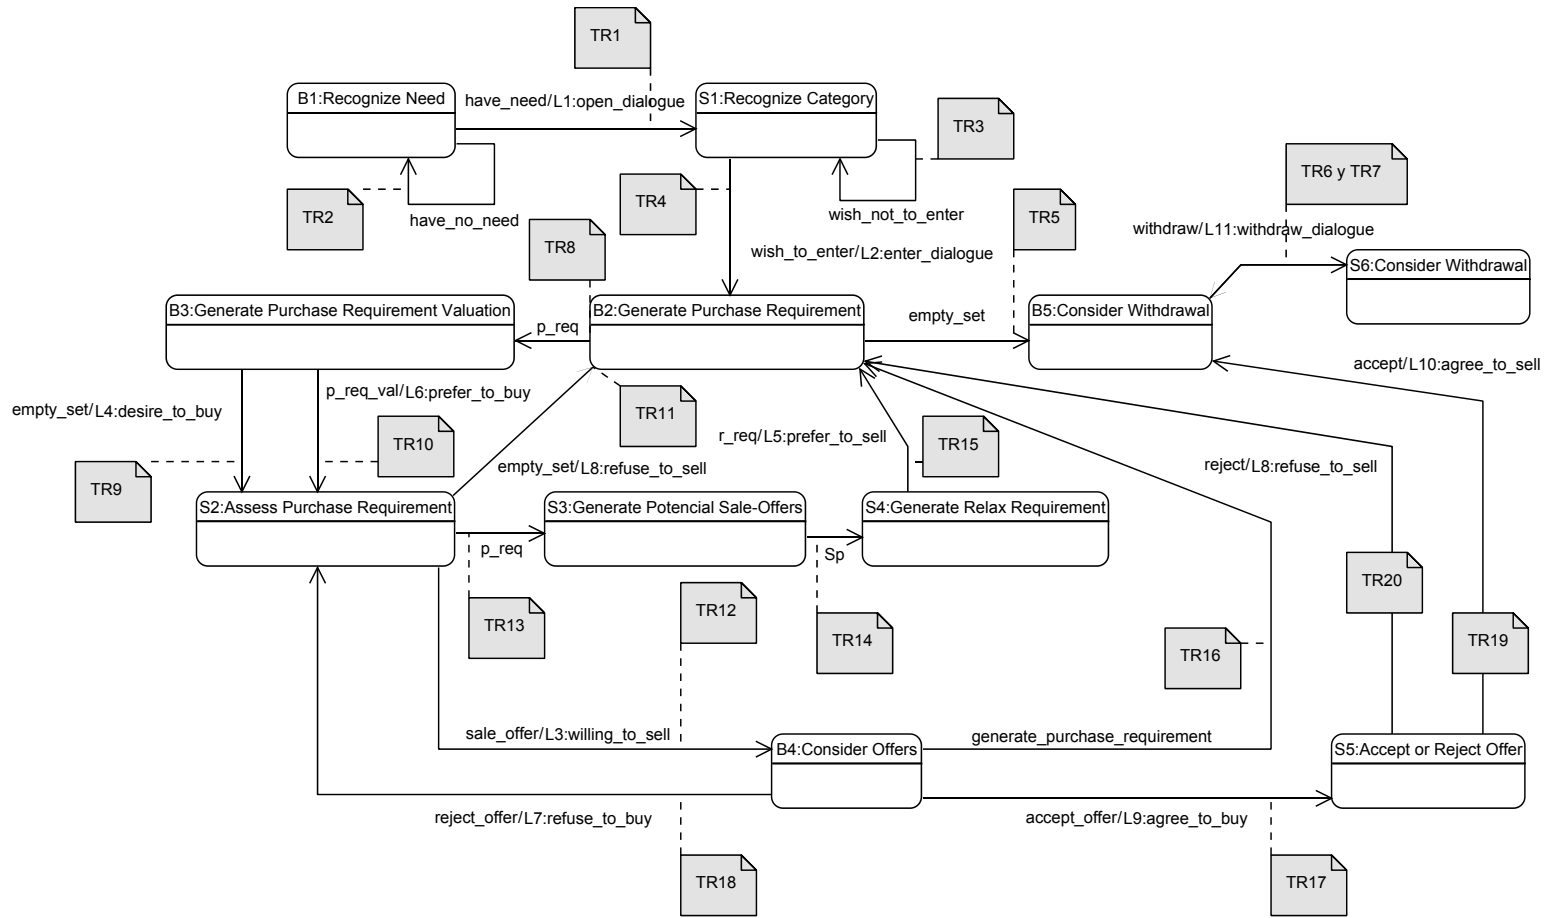 TR1
B1:Recognize Need
have_need/L1:open_dialogue
S1:Recognize Category
TR3
TR2
have_no_need
TR4
wish_not_to_enter
TR6 y TR7
TR5
withdraw/L11:withdraw_dialogue
TR8
wish_to_enter/L2:enter_dialogue
S6:Consider Withdrawal
B3:Generate Purchase Requirement Valuation
p_req
B2:Generate Purchase Requirement
empty_set
B5:Consider Withdrawal
accept/L10:agree_to_sell
empty_set/L4:desire_to_buy
p_req_val/L6:prefer_to_buy
TR11
TR10
r_req/L5:prefer_to_sell
TR15
TR9
empty_set/L8:refuse_to_sell
reject/L8:refuse_to_sell
S2:Assess Purchase Requirement
p_req
S3:Generate Potencial Sale-Offers
Sp
S4:Generate Relax Requirement
TR20
TR13
TR12
TR14
TR16
TR19
sale_offer/L3:willing_to_sell
B4:Consider Offers
generate_purchase_requirement
S5:Accept or Reject Offer
reject_offer/L7:refuse_to_buy
accept_offer/L9:agree_to_buy
TR18
TR17